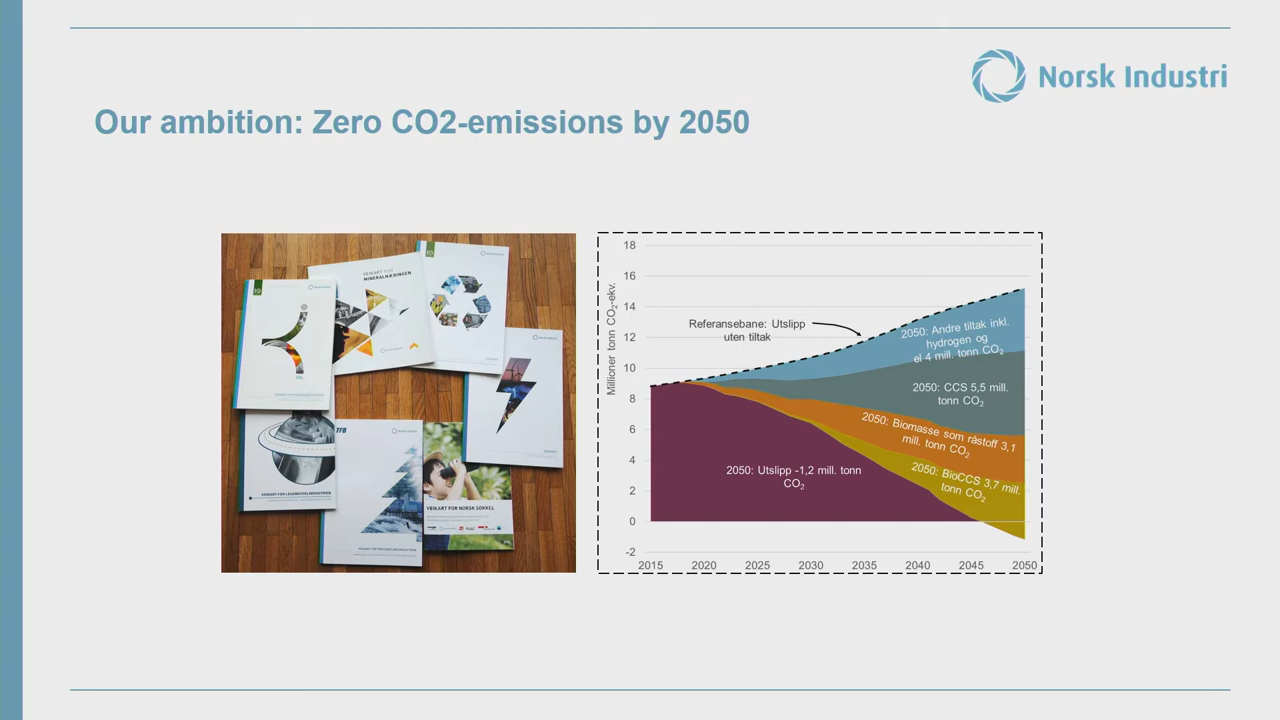 Norsk Industri
Our ambition: Zero CO2-emissions by 2050
VEIKART FOR
MINERALNÆRINGEN
VEIKART FOR NORSK SOKKEL
TFB
Millioner tonn CO2-ekv.
18
16
14
12
10
8
6
4
2
0
-2
2015 2020 2025 2030 2035 2040 2045 2050
Referansebane: Utslipp
uten tiltak
2050: Andre tiltak inkl.
hydrogen og
el 4 mill. tonn CO2
2050: CCS 5,5 mill.
tonn CO2
2050: Biomasse som råstoff 3,1
mill. tonn CO2
2050: BioCCS 3,7 mill.
tonn CO2
2050: Utslipp -1,2 mill. tonn
CO2